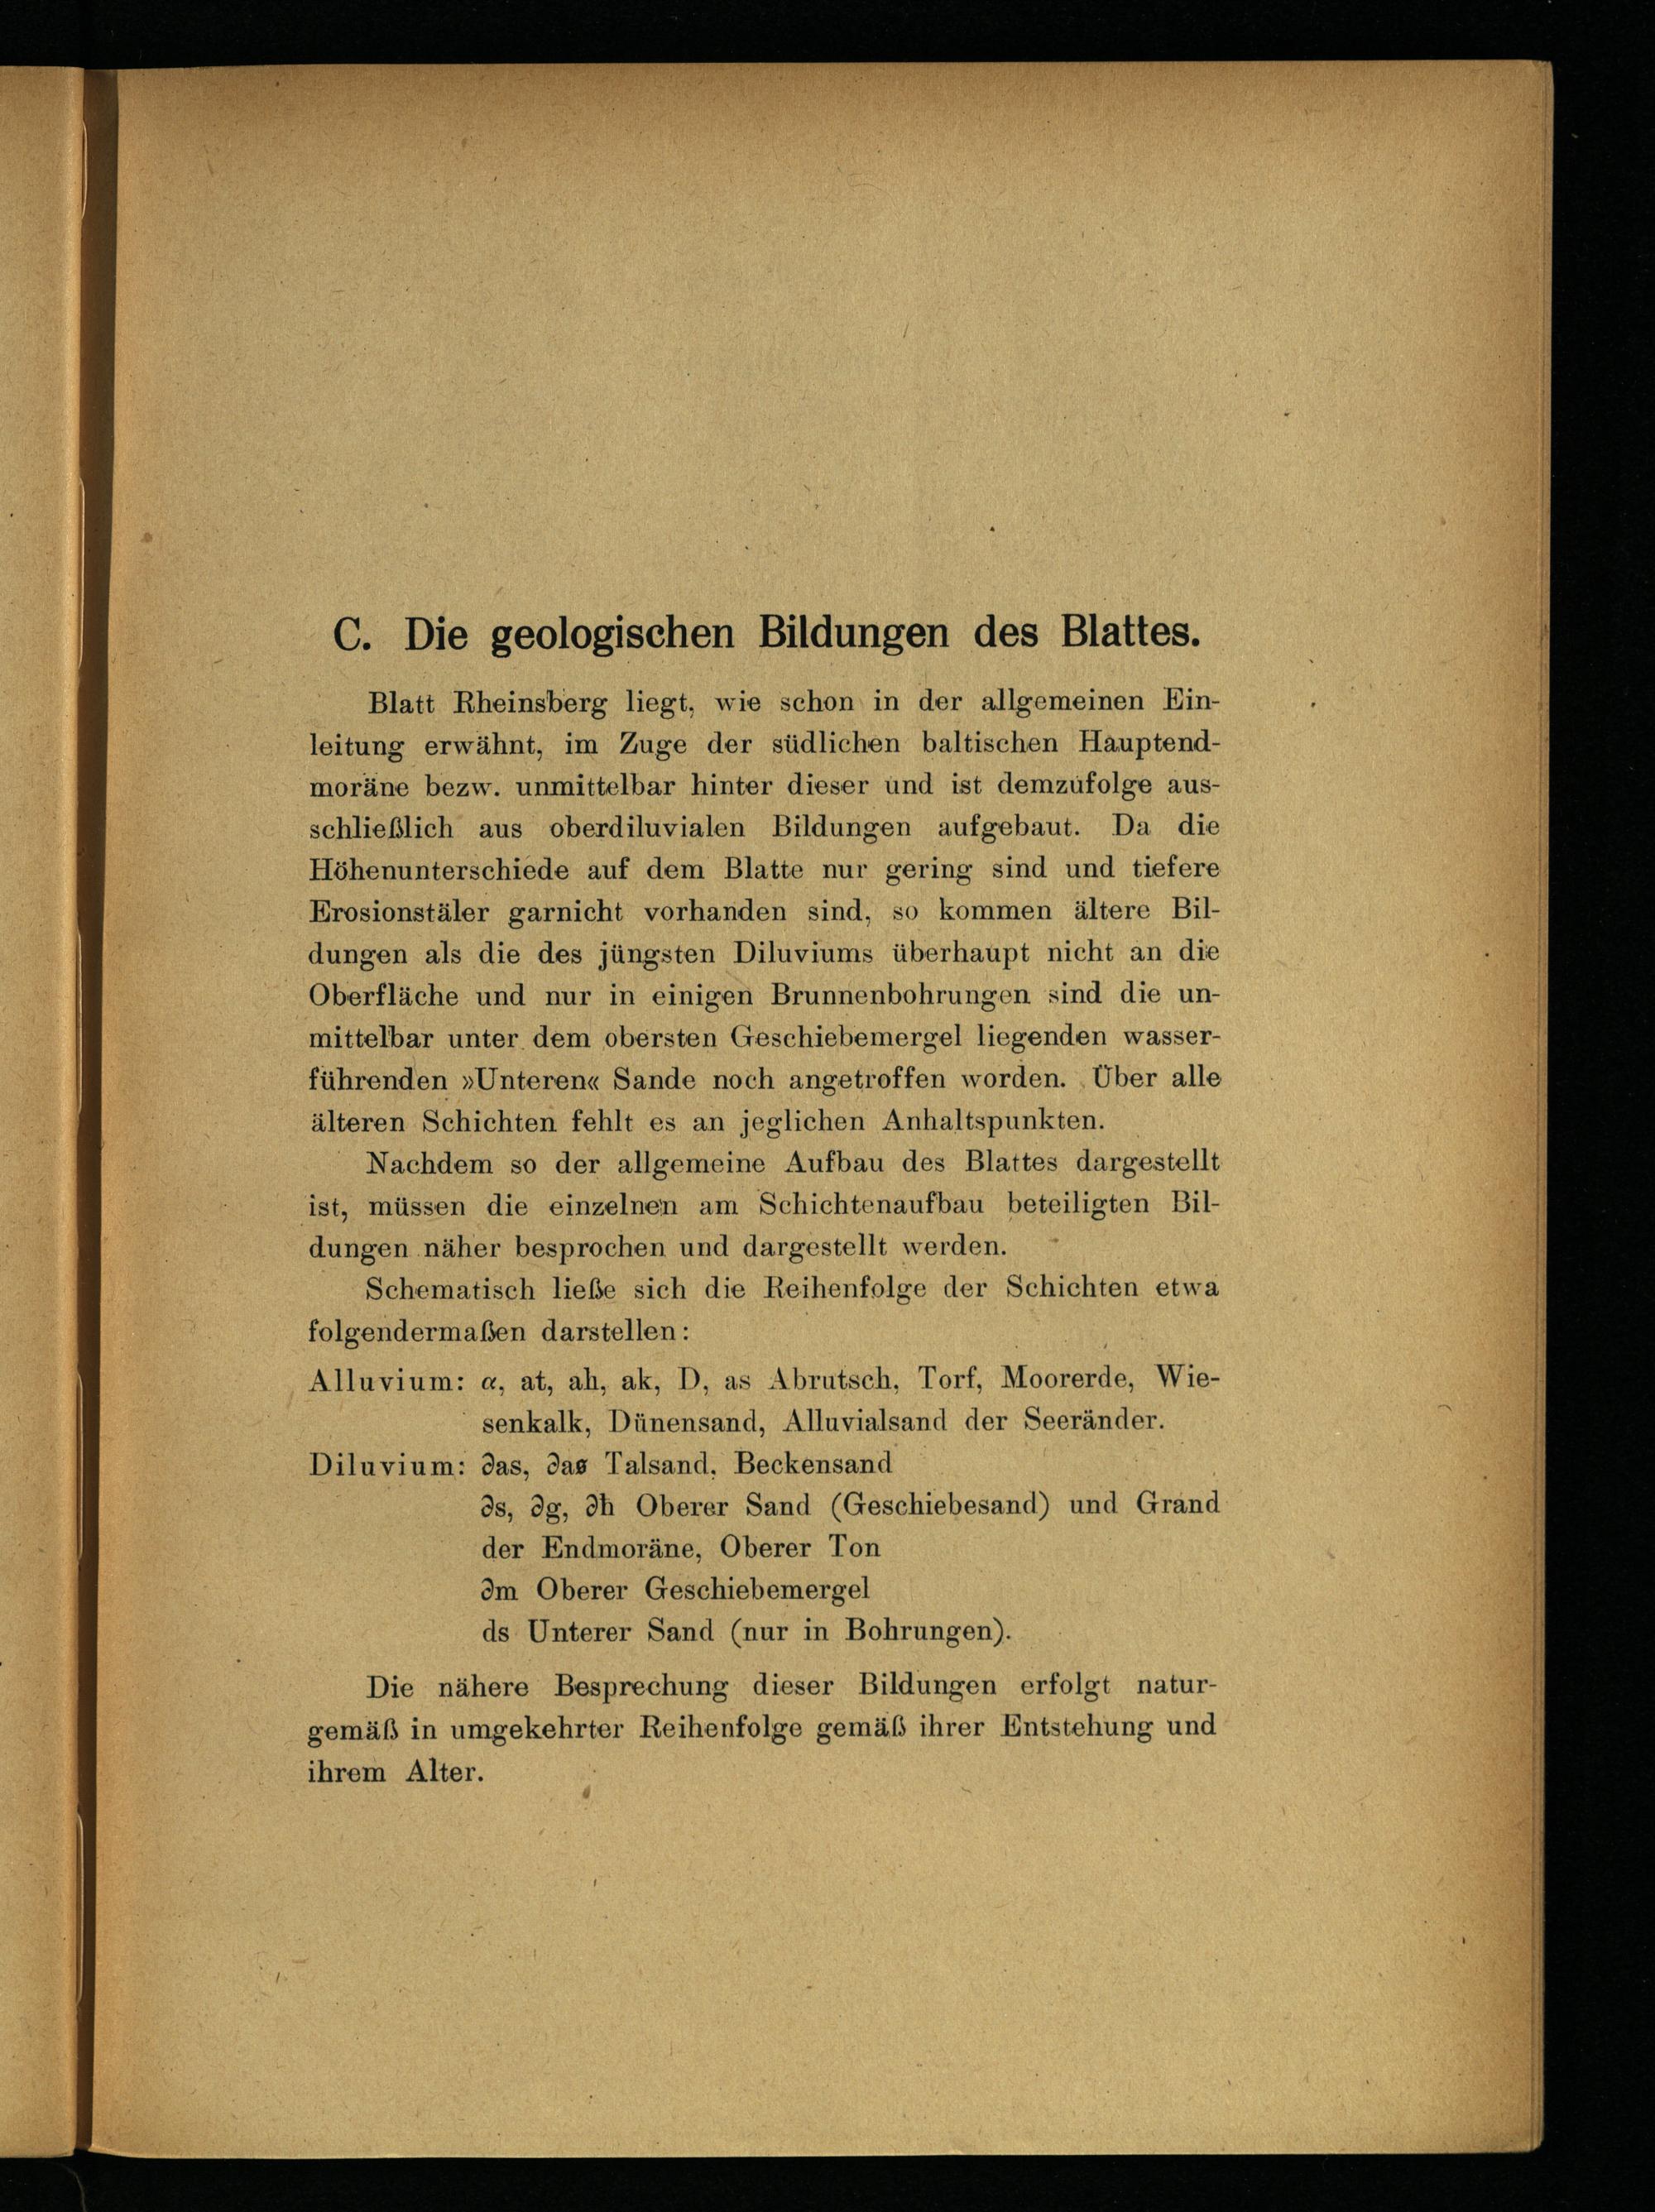 C. Die geologischen Bildungen des Blattes.
Blatt Rheinsberg liegt, wie schon in der allgemeinen Ein-
leitung erwähnt, im Zuge der südlichen baltischen Hauptend-
moräne bezw. unmittelbar hinter dieser und ist demzufolge aus-
schließlich aus oberdiluvialen Bildungen aufgebaut. Da die
Höhenunterschiede auf dem Blatte nur gering sind und tiefere
Erosionstäler garnicht vorhanden sind, so kommen ältere Bil-
dungen als die des jüngsten Diluviums überhaupt nicht an die
Oberfläche und nur in einigen Brunnenbohrungen sind die un-
mittelbar unter dem obersten Geschiebemergel liegenden wasser-
führenden »Unteren« Sande noch angetroffen worden. Über alle
älteren Schichten fehlt es an jeglichen Anhaltspunkten.
Nachdem so der allgemeine Aufbau des Blattes dargestellt
ist, müssen die einzelnen am Schichtenaufbau beteiligten Bil-
dungen näher besprochen und dargestellt werden.
Schematisch ließe sich die Reihenfolge der Schichten etwa
folgendermaßen darstellen:
Alluvium: α, at, ah, ak, D, as Abrutsch, Torf, Moorerde, Wie-
senkalk, Dünensand, Alluvialsand der Seeränder.
Diluvium: ∂as, ∂aσ Talsand, Beckensand
∂s, ∂g, ∂h Oberer Sand (Geschiebesand) und Grand
der Endmoräne, Oberer Ton
∂m Oberer Geschiebemergel
ds Unterer Sand (nur in Bohrungen).
Die nähere Besprechung dieser Bildungen erfolgt natur-
gemäß in umgekehrter Reihenfolge gemäß ihrer Entstehung und
ihrem Alter.